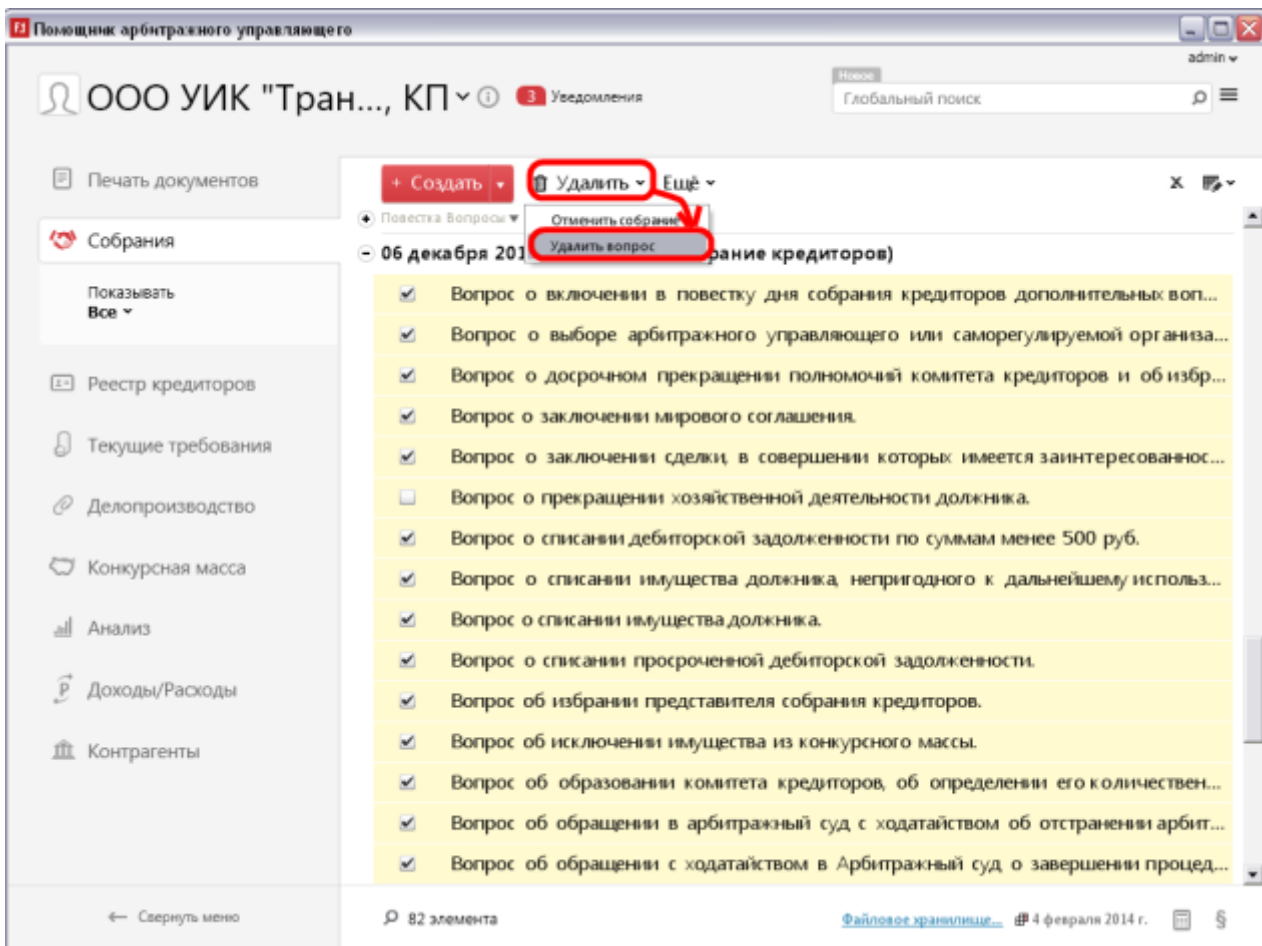 Помощник арбитражного управляющего
admin
ООО УИК "Тран..., КП
3 Уведомления
Новое
Глобальный поиск
Печать документов
Собрания
Показывать
Все
Реестр кредиторов
Текущие требования
Делопроизводство
Конкурсная масса
Анализ
Доходы/Расходы
Контрагенты
← Свернуть меню
+ Создать
Удалить
Ещё
Повестка Вопросы
Отменить собрание
Удалить вопрос
06 декабря 201 рание кредиторов)
Вопрос о включении в повестку дня собрания кредиторов дополнительных воп...
Вопрос о выборе арбитражного управляющего или саморегулируемой организа...
Вопрос о досрочном прекращении полномочий комитета кредиторов и об избр...
Вопрос о заключении мирового соглашения.
Вопрос о заключении сделки, в совершении которых имеется заинтересованнос...
Вопрос о прекращении хозяйственной деятельности должника.
Вопрос о списании дебиторской задолженности по суммам менее 500 руб.
Вопрос о списании имущества должника, непригодного к дальнейшему использ...
Вопрос о списании имущества должника.
Вопрос о списании просроченной дебиторской задолженности.
Вопрос об избрании представителя собрания кредиторов.
Вопрос об исключении имущества из конкурсного массы.
Вопрос об образовании комитета кредиторов, об определении его количествен...
Вопрос об обращении в арбитражный суд с ходатайством об отстранении арбит...
Вопрос об обращении с ходатайством в Арбитражный суд о завершении процед...
82 элемента
Файловое хранилище...
4 февраля 2014 г.
§